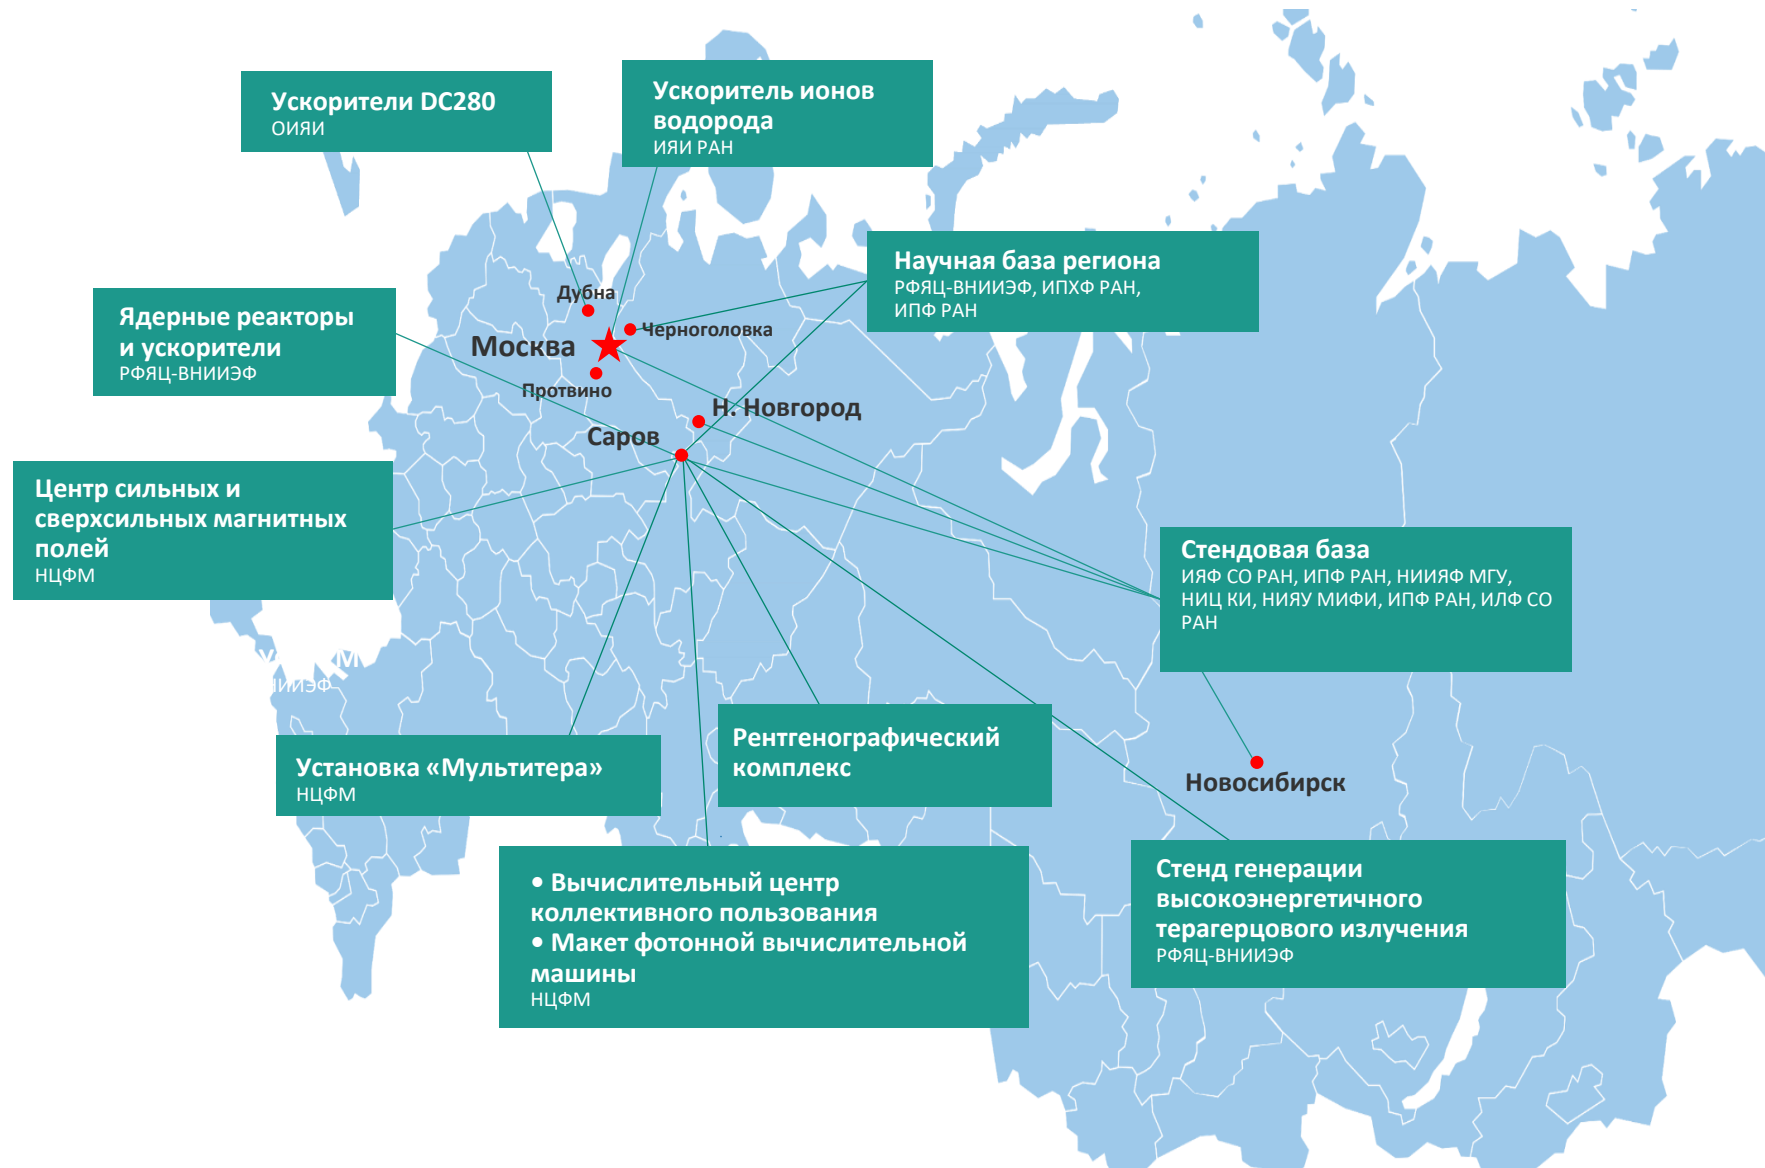 Ускорители DC280
ОИЯИ
Ускоритель ионов
водорода
ИЯИ РАН
Научная база региона
РФЯЦ-ВНИИЭФ, ИПХФ РАН,
ИПФ РАН
Ядерные реакторы
и ускорители
РФЯЦ-ВНИИЭФ
Дубна
Черноголовка
Москва
Протвино
Н. Новгород
Саров
Центр сильных и
сверхсильных магнитных
полей
НЦФМ
Стендовая база
ИЯФ СО РАН, ИПФ РАН, НИИЯФ МГУ,
НИЦ КИ, НИЯУ МИФИ, ИПФ РАН, ИЛФ СО
РАН
Установка «Мультитера»
НЦФМ
Рентгенографический
комплекс
Новосибирск
• Вычислительный центр
коллективного пользования
• Макет фотонной вычислительной
машины
НЦФМ
Стенд генерации
высокоэнергетичного
терагерцового излучения
РФЯЦ-ВНИИЭФ